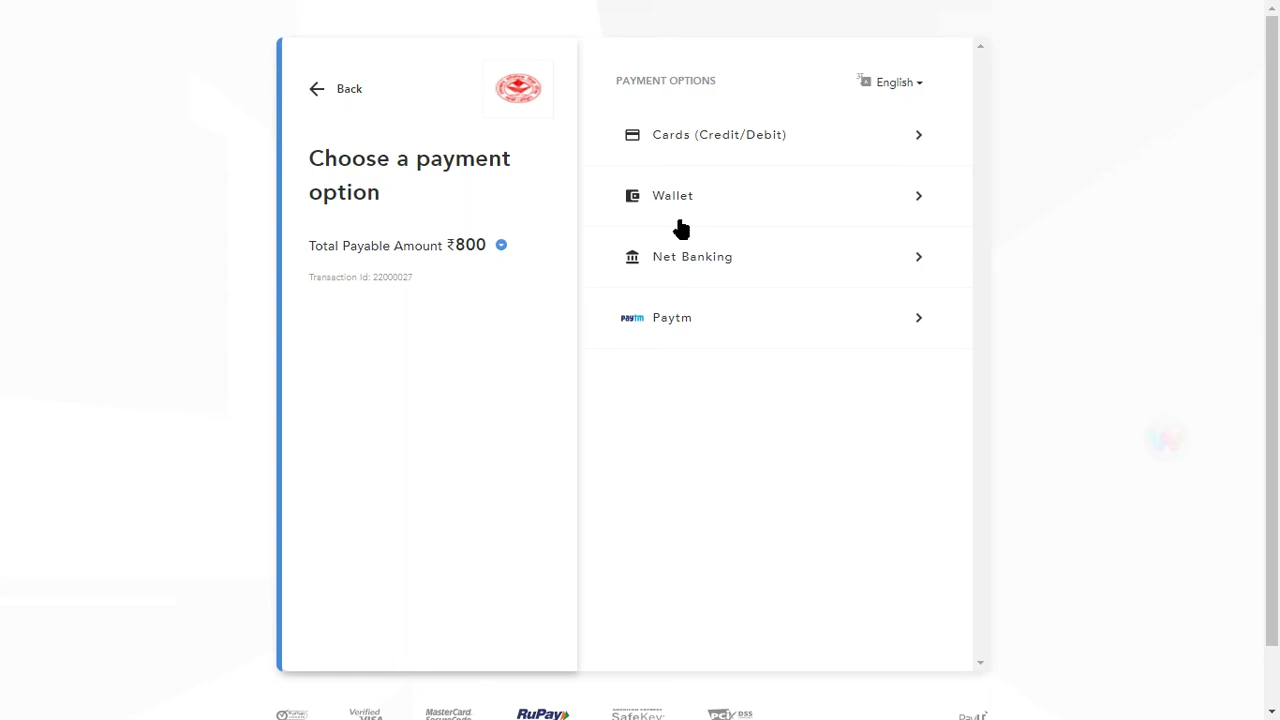 Back
Choose a payment
option
Total Payable Amount ₹800
Transaction Id: 22000027
PAYMENT OPTIONS
English
Cards (Credit/Debit)
Wallet
Net Banking
Paytm
paytm
Verified
VISA
MasterCard.
SecureCode.
RuPay
SafeKey
pci DSS
PayU